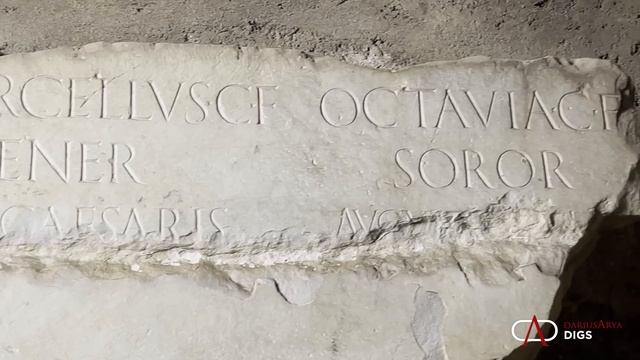 RCELLVS·C·F OCTAVIA·C·F
ENER SOROR
CAESARIS
DARIUSARYA
DIGS